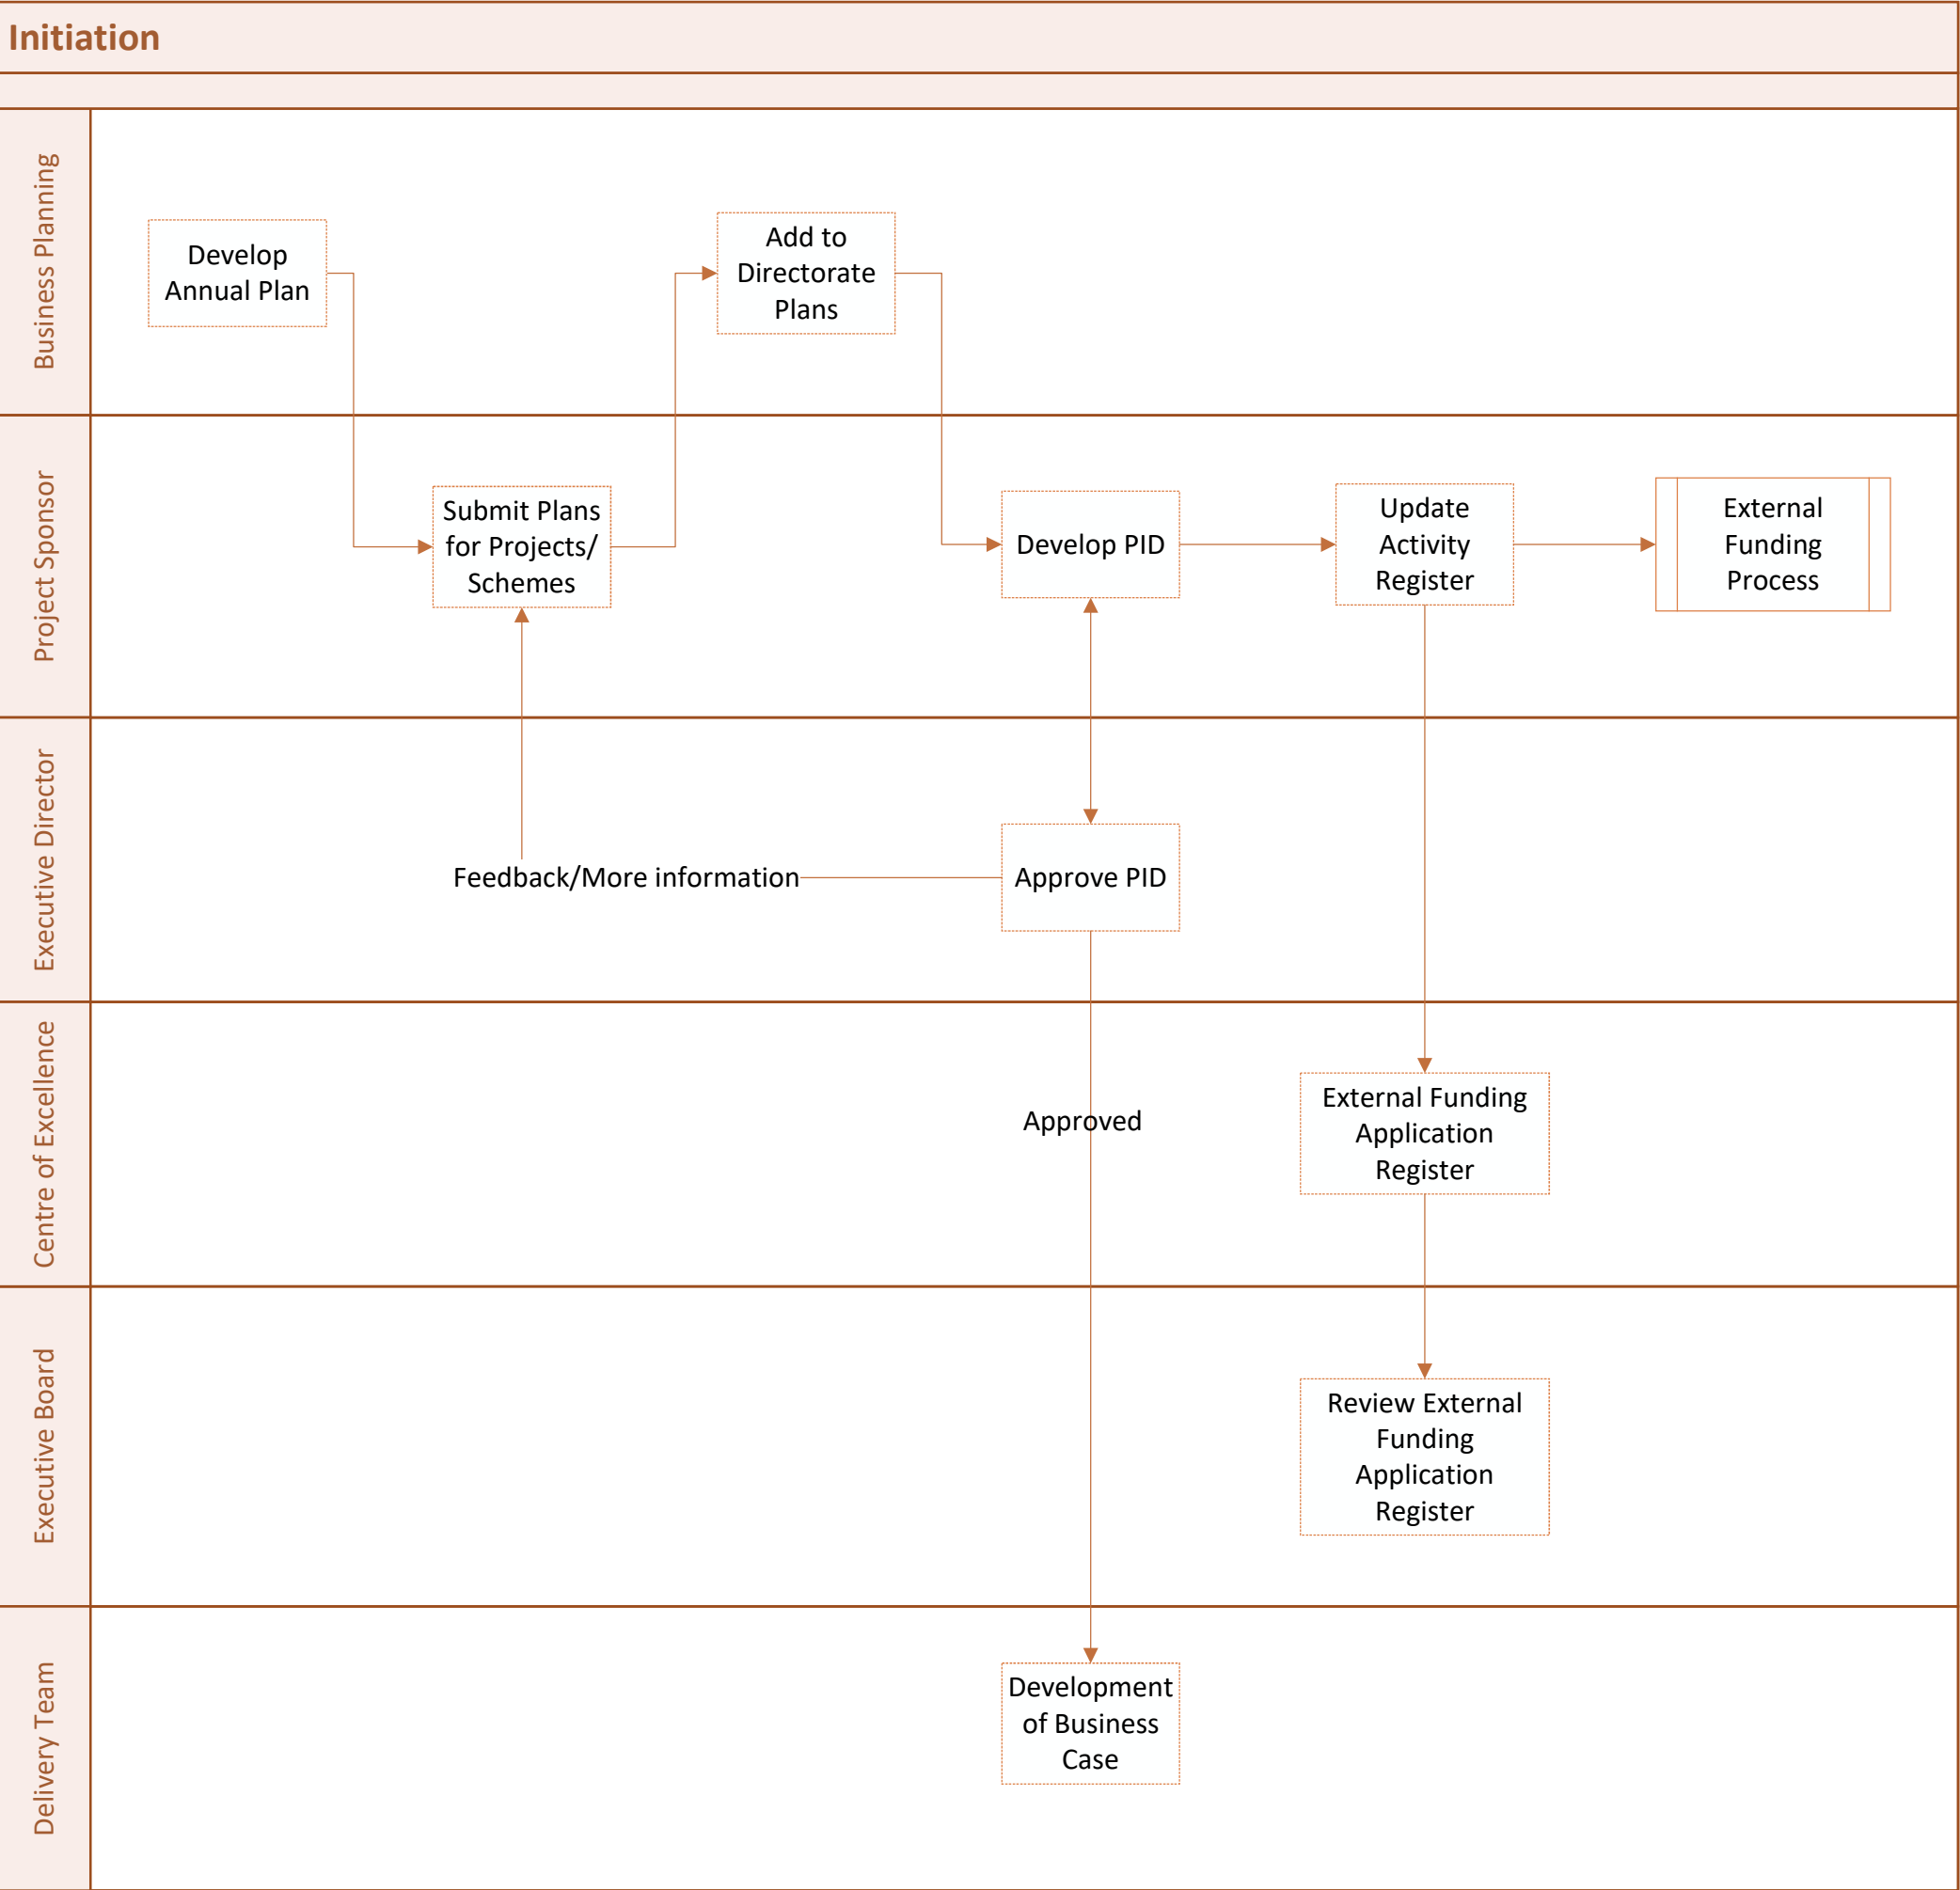 Initiation
Business Planning
Develop
Annual Plan
Add to
Directorate
Plans
Project Sponsor
Submit Plans
for Projects/
Schemes
Develop PID
Update
Activity
Register
External
Funding
Process
Executive Director
Feedback/More information
Approve PID
Centre of Excellence
Approved
External Funding
Application
Register
Executive Board
Review External
Funding
Application
Register
Delivery Team
Development
of Business
Case